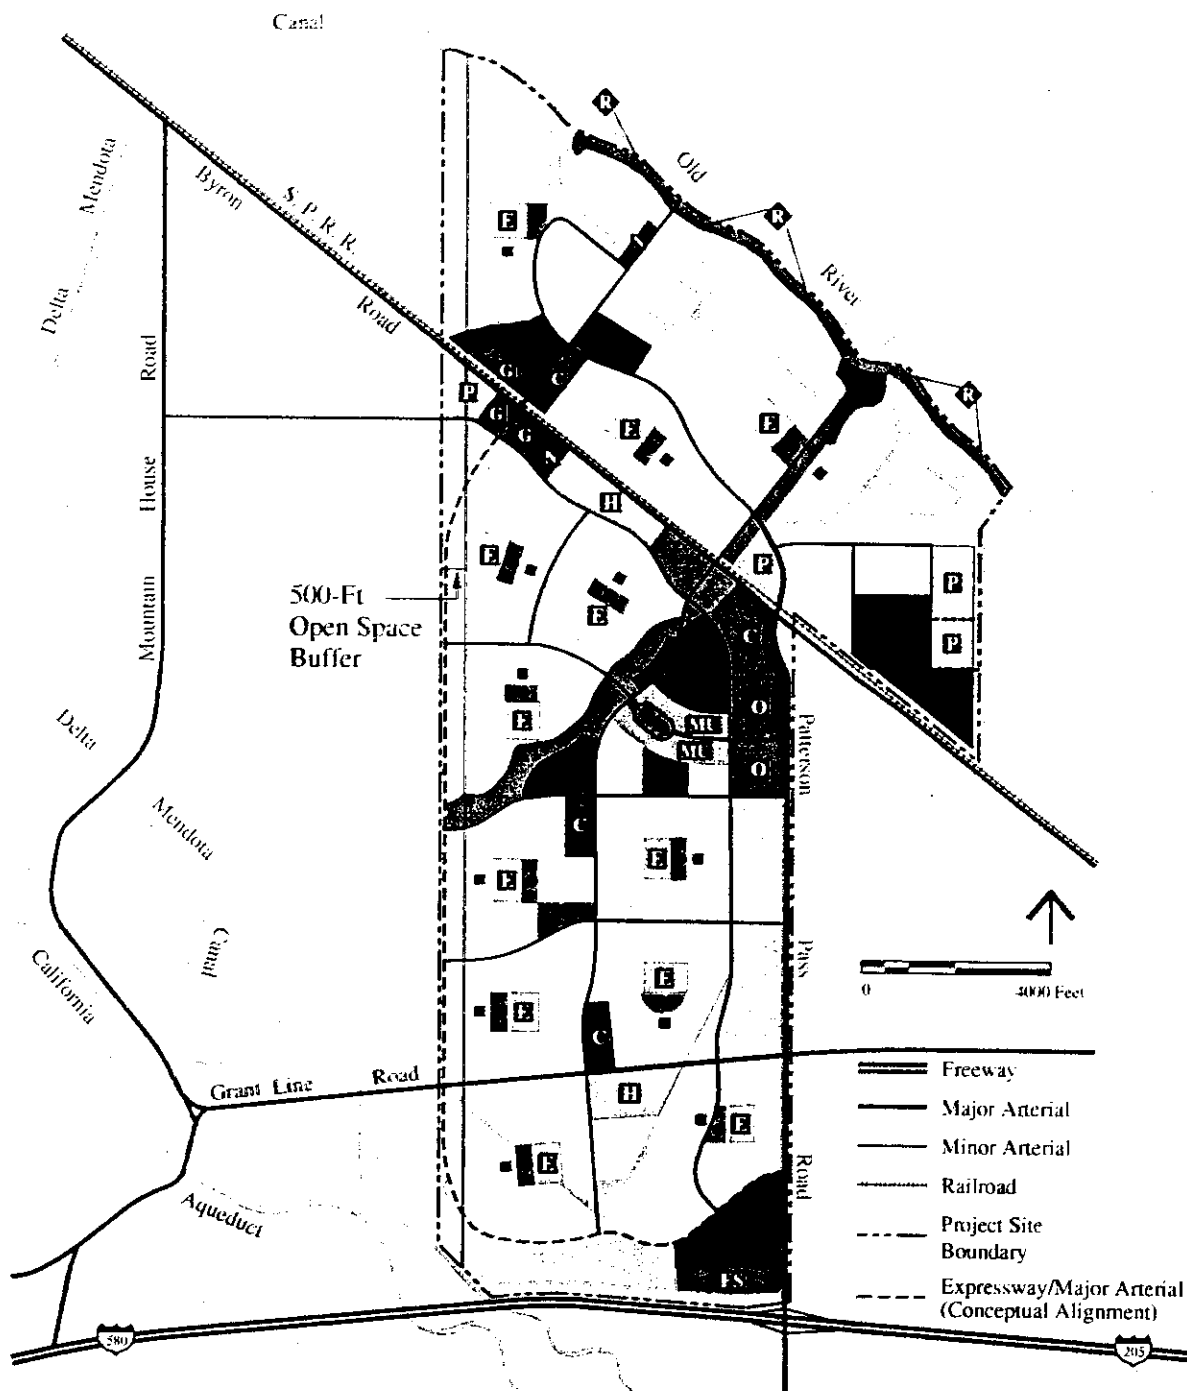 Canal
R
Old
Mendota
Byron
S. P. R. R.
E
N
R
River
Delta
Road
Road
G
C
P
R
G
G
N
E
E
H
House
E
P
P
500-Ft
Open Space
Buffer
E
P
Mountain
C
E
O
MU
MU
O
Delta
Patterson
Mendota
C
E
E
Canal
California
Pass
E
E
0
4000 Feet
C
Grant Line Road
H
E
E
Road
Aqueduct
Freeway
Major Arterial
Minor Arterial
Railroad
Project Site
Boundary
Expressway/Major Arterial
(Conceptual Alignment)
580
205